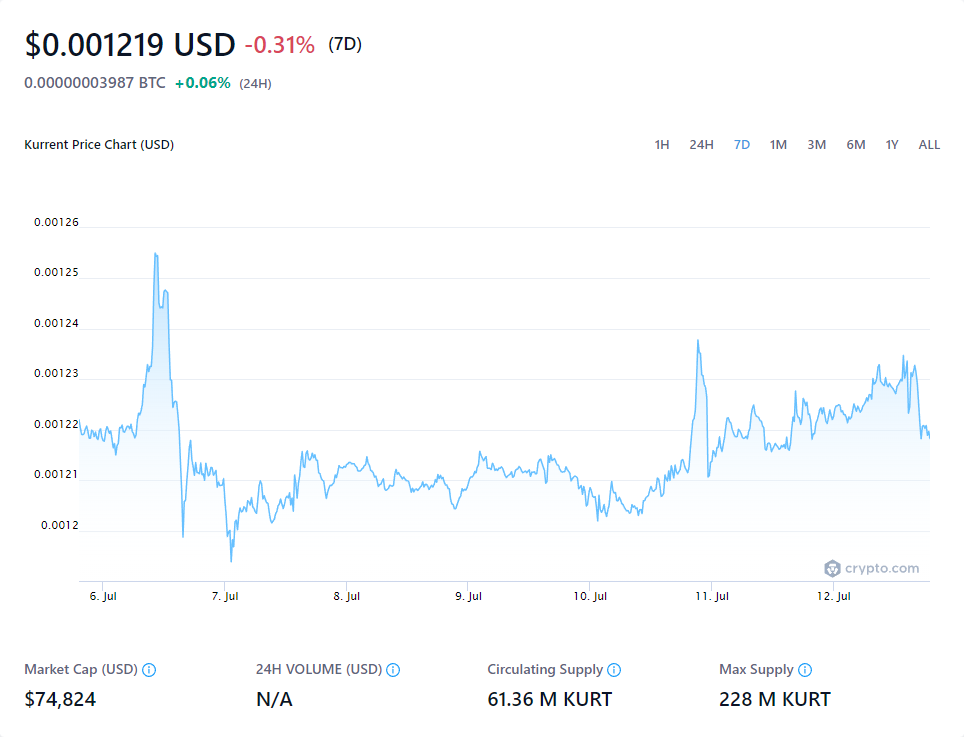 $0.001219 USD -0.31% (7D)
0.00000003987 BTC +0.06% (24H)
Kurrent Price Chart (USD) 1H 24H 7D 1M 3M 6M 1Y ALL
0.00126
0.00125
0.00124
0.00123
0.00122
0.00121
0.0012
crypto.com
6. Jul 7. Jul 8. Jul 9. Jul 10. Jul 11. Jul 12. Jul
Market Cap (USD) 24H VOLUME (USD) Circulating Supply Max Supply
$74,824 N/A 61.36 M KURT 228 M KURT